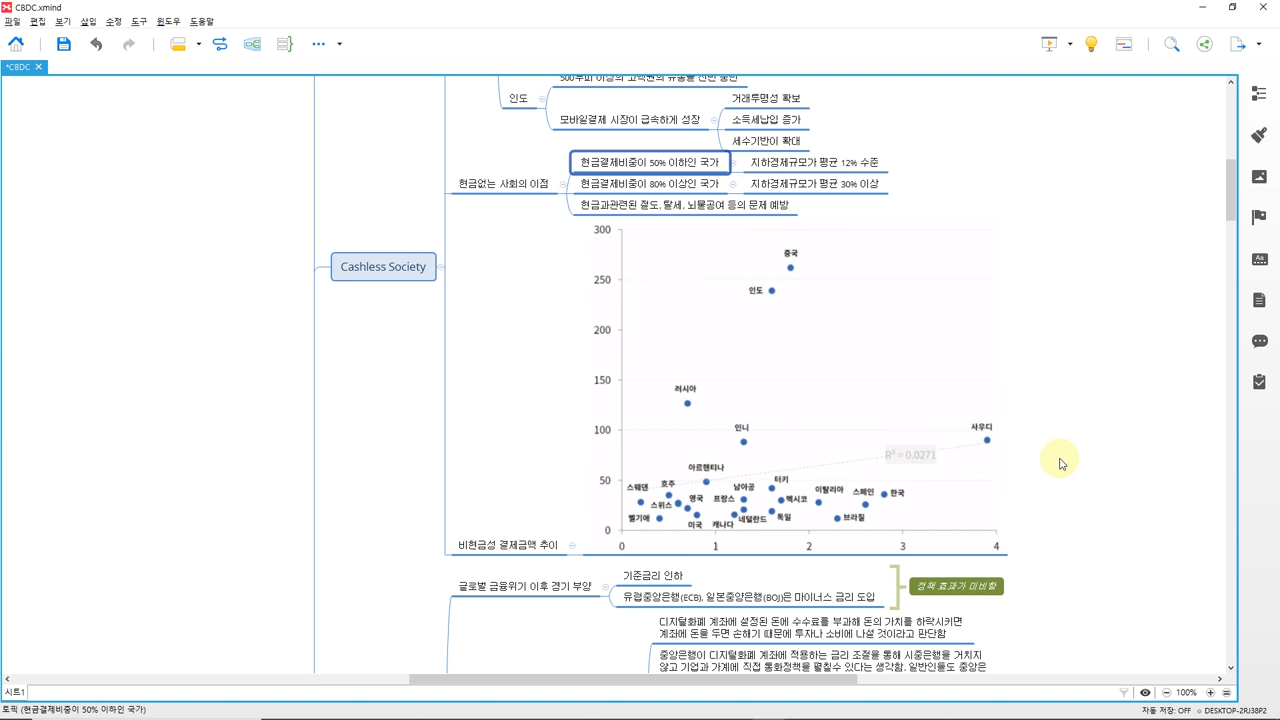 CBDC.xmind
파일 편집 보기 삽입 수정 도구 윈도우 도움말
*CBDC
500루피 이상의 고액권의 유통을 전면 중단
인도
거래투명성 확보
모바일결제 시장이 급속하게 성장
소득세납입 증가
세수기반이 확대
현금결제비중이 50% 이하인 국가
지하경제규모가 평균 12% 수준
현금없는 사회의 이점
현금결제비중이 80% 이상인 국가
지하경제규모가 평균 30% 이상
현금과관련된 절도, 탈세, 뇌물공여 등의 문제 예방
Cashless Society
300
250
200
150
100
50
0
중국
인도
러시아
인니
사우디
R² = 0.0271
아르헨티나
터키
스웨덴
호주
남아공
이탈리아
스페인
한국
스위스
영국
프랑스
멕시코
벨기에
미국
캐나다
네덜란드
독일
브라질
0 1 2 3 4
비현금성 결제금액 추이
글로벌 금융위기 이후 경기 부양
기준금리 인하
유럽중앙은행(ECB), 일본중앙은행(BOJ)은 마이너스 금리 도입
정책 효과가 미비함
디지털화폐 계좌에 설정된 돈에 수수료를 부과해 돈의 가치를 하락시키면
계좌에 돈을 두면 손해기 때문에 투자나 소비에 나설 것이라고 판단함
중앙은행이 디지털화폐 계좌에 적용하는 금리 조절을 통해 시중은행을 거치지
않고 기업과 가계에 직접 통화정책을 펼칠수 있다는 생각함. 일반인들도 중앙은
시트1
100%
토픽 (현금결제비중이 50% 이하인 국가)
자동 저장: OFF
DESKTOP-2RJ38P2